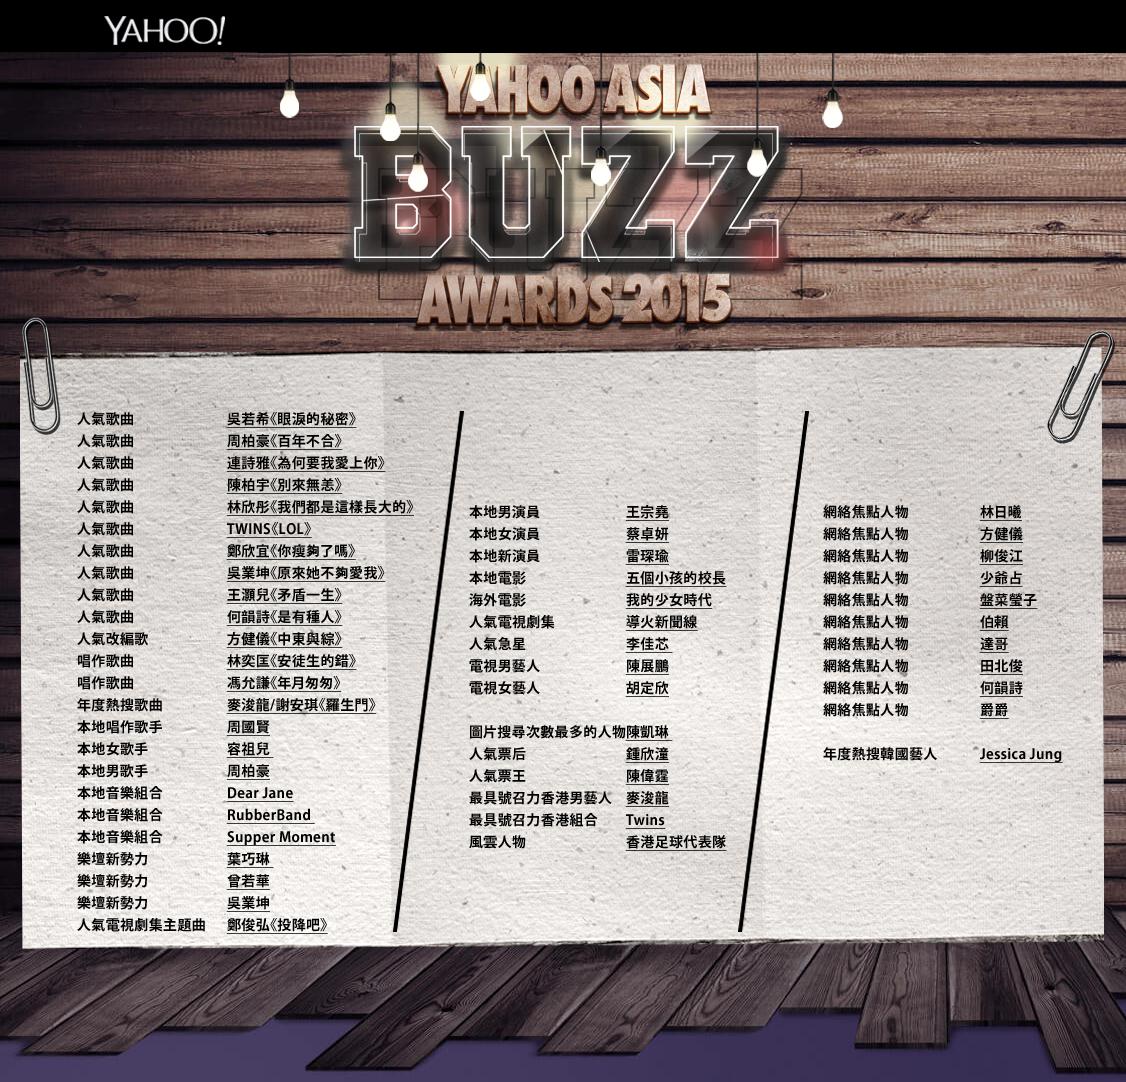 YAHOO!
YAHOO ASIA
BUZZ
AWARDS 2015
人氣歌曲 吳若希《眼淚的秘密》
人氣歌曲 周柏豪《百年不合》
人氣歌曲 連詩雅《為何要我愛上你》
人氣歌曲 陳柏宇《別來無恙》
人氣歌曲 林欣彤《我們都是這樣長大的》
人氣歌曲 TWINS《LOL》
人氣歌曲 鄭欣宜《你瘦夠了嗎》
人氣歌曲 吳業坤《原來她不夠愛我》
人氣歌曲 王灝兒《矛盾一生》
人氣歌曲 何韻詩《是有種人》
人氣改編歌 方健儀《中東與綜》
唱作歌曲 林奕匡《安徒生的錯》
唱作歌曲 馮允謙《年月匆匆》
年度熱搜歌曲 麥浚龍/謝安琪《羅生門》
本地唱作歌手 周國賢
本地女歌手 容祖兒
本地男歌手 周柏豪
本地音樂組合 Dear Jane
本地音樂組合 RubberBand
本地音樂組合 Supper Moment
樂壇新勢力 葉巧琳
樂壇新勢力 曾若華
樂壇新勢力 吳業坤
人氣電視劇集主題曲 鄭俊弘《投降吧》
本地男演員 王宗堯
本地女演員 蔡卓妍
本地新演員 雷琛瑜
本地電影 五個小孩的校長
海外電影 我的少女時代
人氣電視劇集 導火新聞線
人氣急星 李佳芯
電視男藝人 陳展鵬
電視女藝人 胡定欣
圖片搜尋次數最多的人物 陳凱琳
人氣票后 鍾欣潼
人氣票王 陳偉霆
最具號召力香港男藝人 麥浚龍
最具號召力香港組合 Twins
風雲人物 香港足球代表隊
網絡焦點人物 林日曦
網絡焦點人物 方健儀
網絡焦點人物 柳俊江
網絡焦點人物 少爺占
網絡焦點人物 盤菜瑩子
網絡焦點人物 伯賴
網絡焦點人物 達哥
網絡焦點人物 田北俊
網絡焦點人物 何韻詩
網絡焦點人物 爵爵
年度熱搜韓國藝人 Jessica Jung